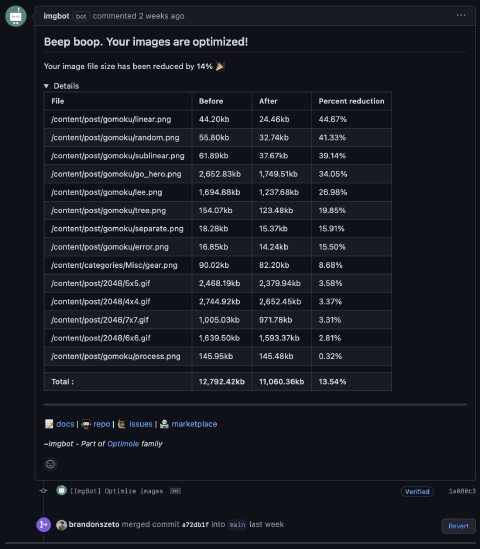 imgbot bot commented 2 weeks ago ...
Beep boop. Your images are optimized!
Your image file size has been reduced by 14% 🎉
▼ Details
File Before After Percent reduction
/content/post/gomoku/linear.png 44.20kb 24.46kb 44.67%
/content/post/gomoku/random.png 55.80kb 32.74kb 41.33%
/content/post/gomoku/sublinear.png 61.89kb 37.67kb 39.14%
/content/post/gomoku/go_hero.png 2,652.83kb 1,749.51kb 34.05%
/content/post/gomoku/lee.png 1,694.88kb 1,237.68kb 26.98%
/content/post/gomoku/tree.png 154.07kb 123.48kb 19.85%
/content/post/gomoku/separate.png 18.28kb 15.37kb 15.91%
/content/post/gomoku/error.png 16.85kb 14.24kb 15.50%
/content/categories/Misc/gear.png 90.02kb 82.20kb 8.68%
/content/post/2048/5x5.gif 2,468.19kb 2,379.94kb 3.58%
/content/post/2048/4x4.gif 2,744.92kb 2,652.45kb 3.37%
/content/post/2048/7x7.gif 1,005.03kb 971.78kb 3.31%
/content/post/2048/6x6.gif 1,639.50kb 1,593.37kb 2.81%
/content/post/gomoku/process.png 145.95kb 145.48kb 0.32%
Total : 12,792.42kb 11,060.36kb 13.54%
docs | repo | issues | marketplace
~Imgbot - Part of Optimole family
[ImgBot] Optimize images ... Verified 1a000c3
brandonszeto merged commit a72db1f into main last week Revert